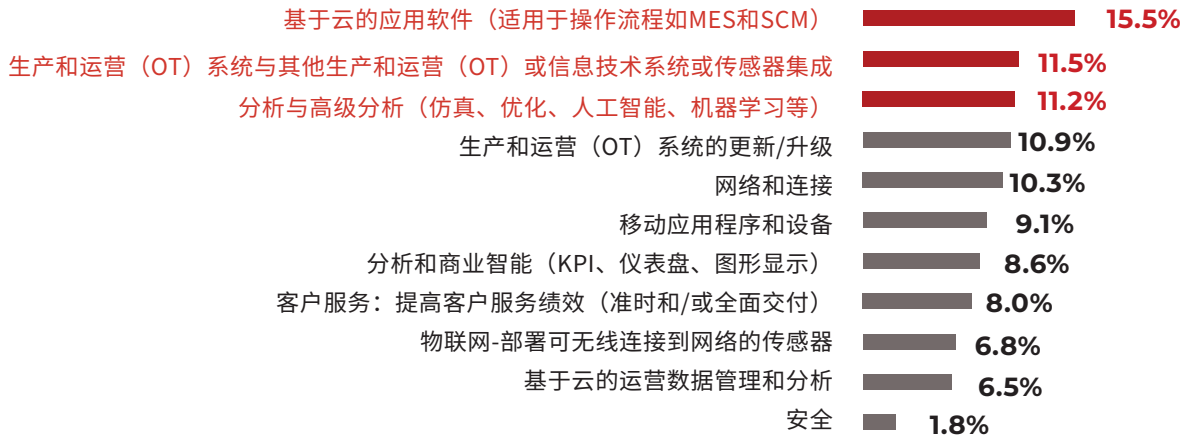 基于云的应用软件（适用于操作流程如MES和SCM） 15.5%
生产和运营（OT）系统与其他生产和运营（OT）或信息技术系统或传感器集成 11.5%
分析与高级分析（仿真、优化、人工智能、机器学习等） 11.2%
生产和运营（OT）系统的更新/升级 10.9%
网络和连接 10.3%
移动应用程序和设备 9.1%
分析和商业智能（KPI、仪表盘、图形显示） 8.6%
客户服务：提高客户服务绩效（准时和/或全面交付） 8.0%
物联网-部署可无线连接到网络的传感器 6.8%
基于云的运营数据管理和分析 6.5%
安全 1.8%